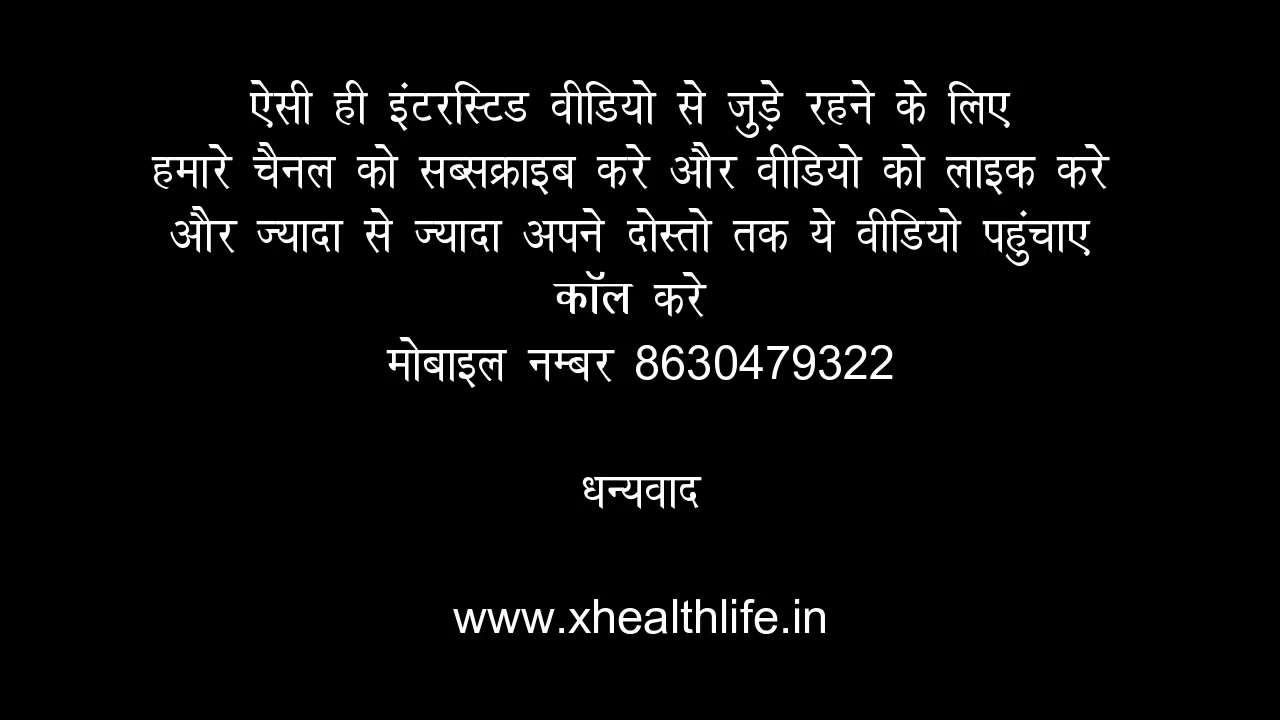 ऐसी ही इंटरस्टिड वीडियो से जुड़े रहने के लिए
हमारे चैनल को सब्सक्राइब करे और वीडियो को लाइक करे
और ज्यादा से ज्यादा अपने दोस्तो तक ये वीडियो पहुंचाए
कॉल करे
मोबाइल नम्बर 8630479322
धन्यवाद
www.xhealthlife.in